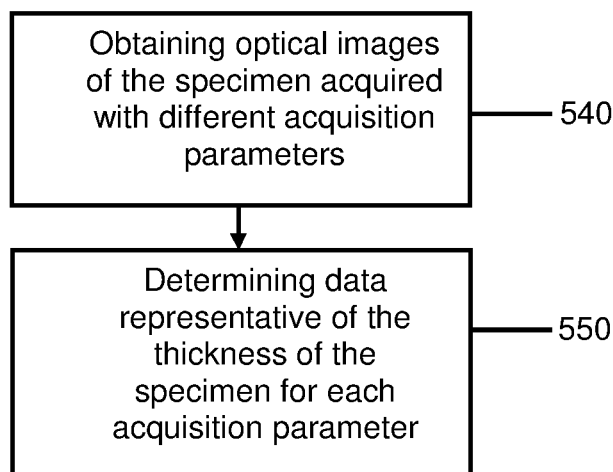 Obtaining optical images
of the specimen acquired
with different acquisition
parameters
540
Determining data
representative of the
thickness of the
specimen for each
acquisition parameter
550